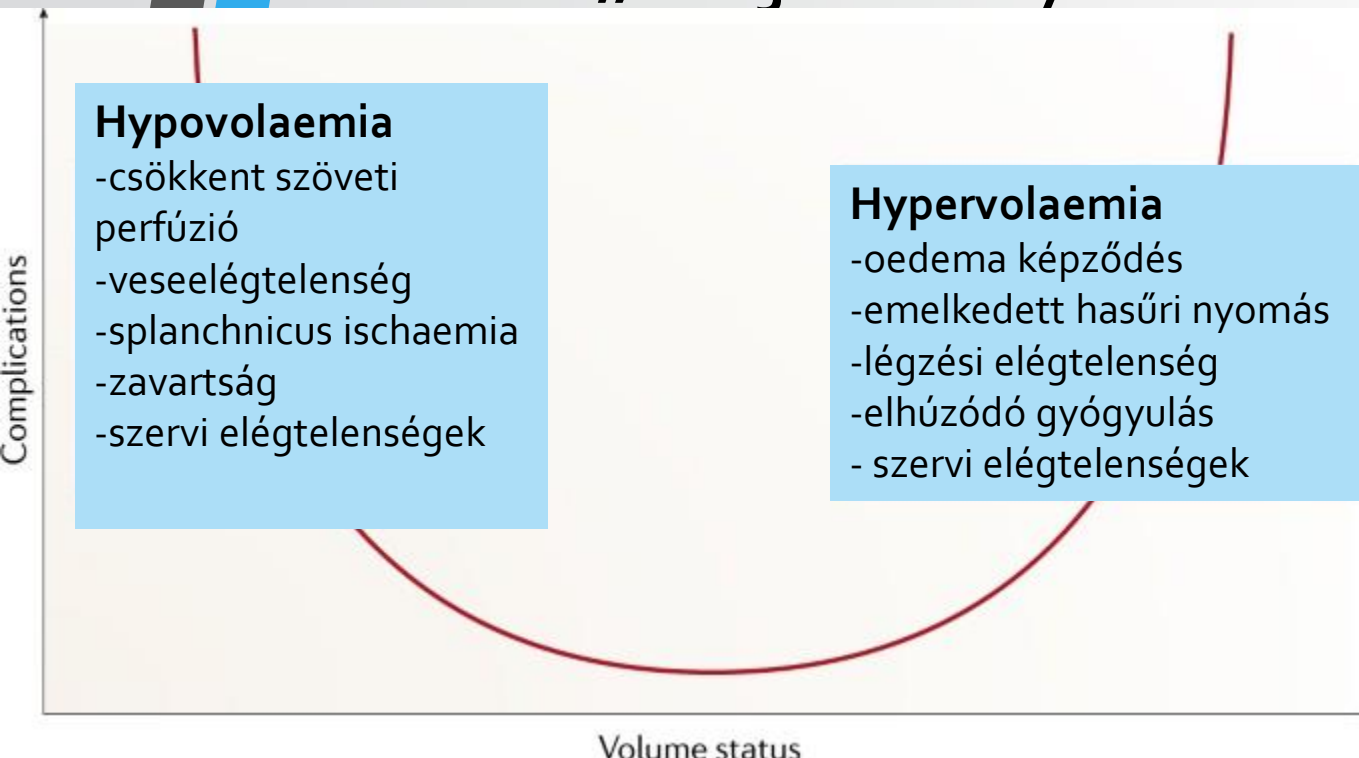 Complications
Hypovolaemia
-csökkent szöveti
perfúzió
-veseelégtelenség
-splanchnicus ischaemia
-zavartság
-szervi elégtelenségek
Hypervolaemia
-oedema képződés
-emelkedett hasűri nyomás
-légzési elégtelenség
-elhúzódó gyógyulás
- szervi elégtelenségek
Volume status